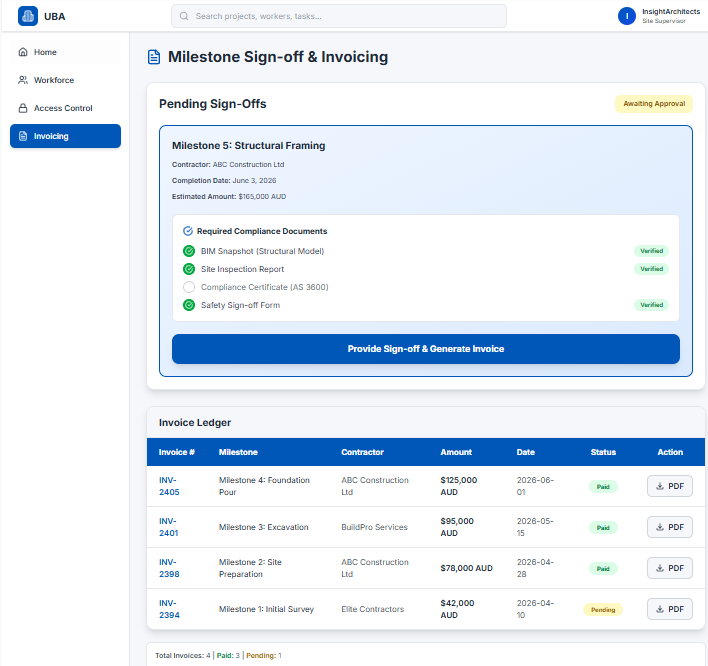 UBA
Search projects, workers, tasks...
I
InsightArchitects
Site Supervisor
Home
Workforce
Access Control
Invoicing
Milestone Sign-off & Invoicing
Pending Sign-Offs
Awaiting Approval
Milestone 5: Structural Framing
Contractor: ABC Construction Ltd
Completion Date: June 3, 2026
Estimated Amount: $165,000 AUD
Required Compliance Documents
BIM Snapshot (Structural Model) Verified
Site Inspection Report Verified
Compliance Certificate (AS 3600)
Safety Sign-off Form Verified
Provide Sign-off & Generate Invoice
Invoice Ledger
Invoice # Milestone Contractor Amount Date Status Action
INV-2405 Milestone 4: Foundation Pour ABC Construction Ltd $125,000 AUD 2026-06-01 Paid PDF
INV-2401 Milestone 3: Excavation BuildPro Services $95,000 AUD 2026-05-15 Paid PDF
INV-2398 Milestone 2: Site Preparation ABC Construction Ltd $78,000 AUD 2026-04-28 Paid PDF
INV-2394 Milestone 1: Initial Survey Elite Contractors $42,000 AUD 2026-04-10 Pending PDF
Total Invoices: 4 | Paid: 3 | Pending: 1